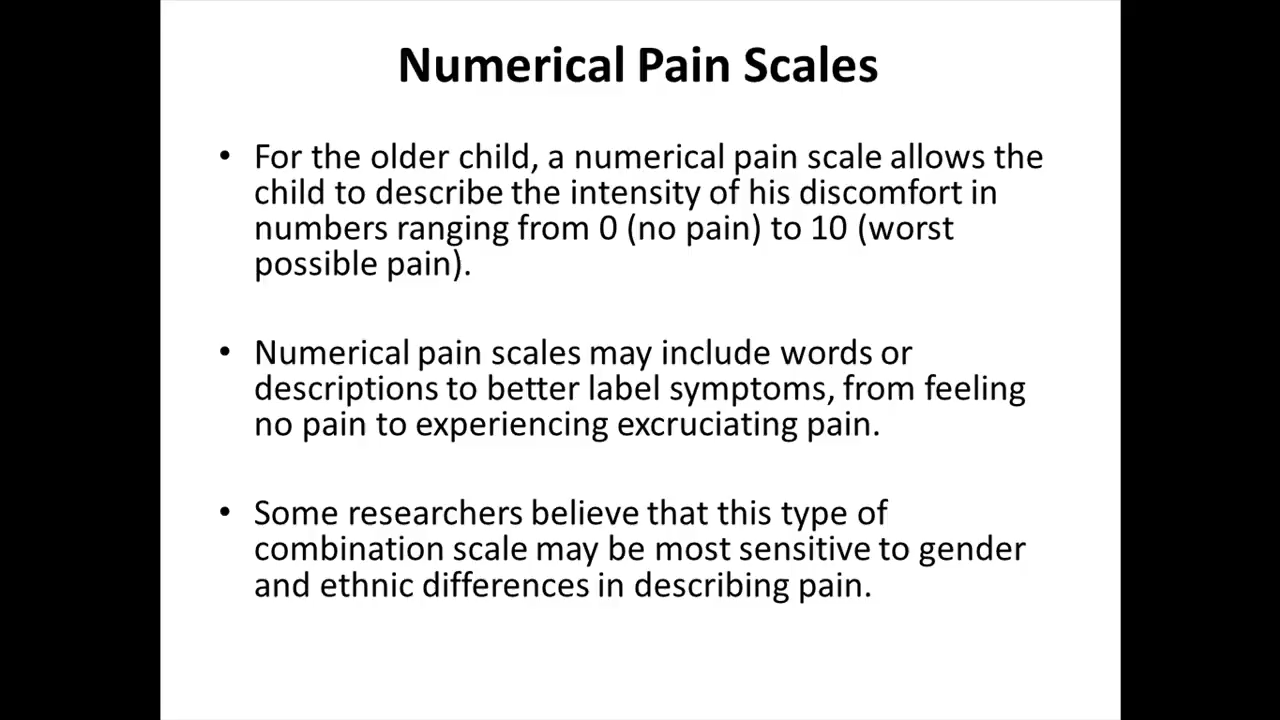 Numerical Pain Scales
• For the older child, a numerical pain scale allows the
child to describe the intensity of his discomfort in
numbers ranging from 0 (no pain) to 10 (worst
possible pain).
• Numerical pain scales may include words or
descriptions to better label symptoms, from feeling
no pain to experiencing excruciating pain.
• Some researchers believe that this type of
combination scale may be most sensitive to gender
and ethnic differences in describing pain.